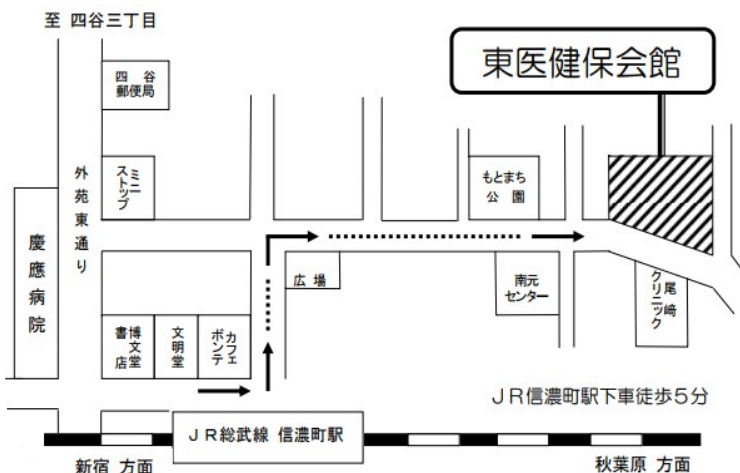 至 四谷三丁目
東医健保会館
四 谷
郵便局
ミニ
ストップ
外苑東通り
慶應病院
もとまち
公 園
広 場
南元
センター
尾﨑
クリニック
博文堂
書店
文明堂
カフェ
ボンテ
JR信濃町駅下車徒歩5分
JR総武線 信濃町駅
新宿 方面
秋葉原 方面